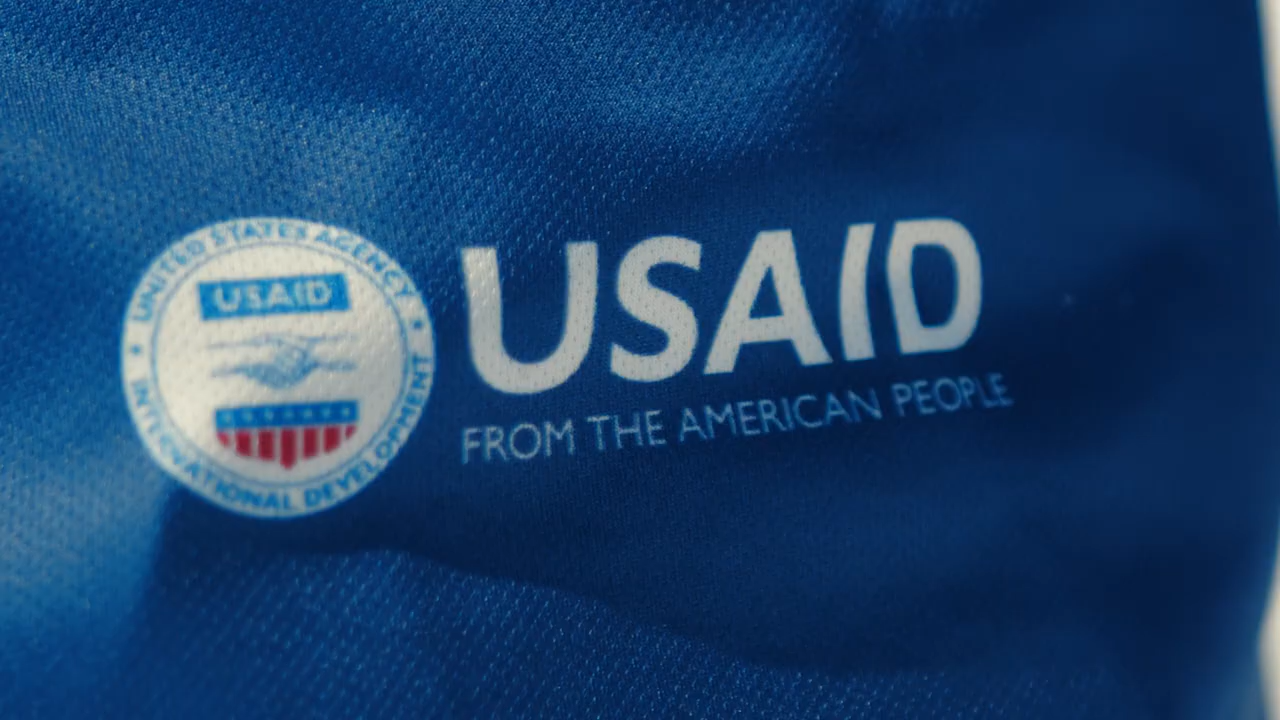 UNITED STATES AGENCY
USAID
INTERNATIONAL DEVELOPMENT
USAID
FROM THE AMERICAN PEOPLE